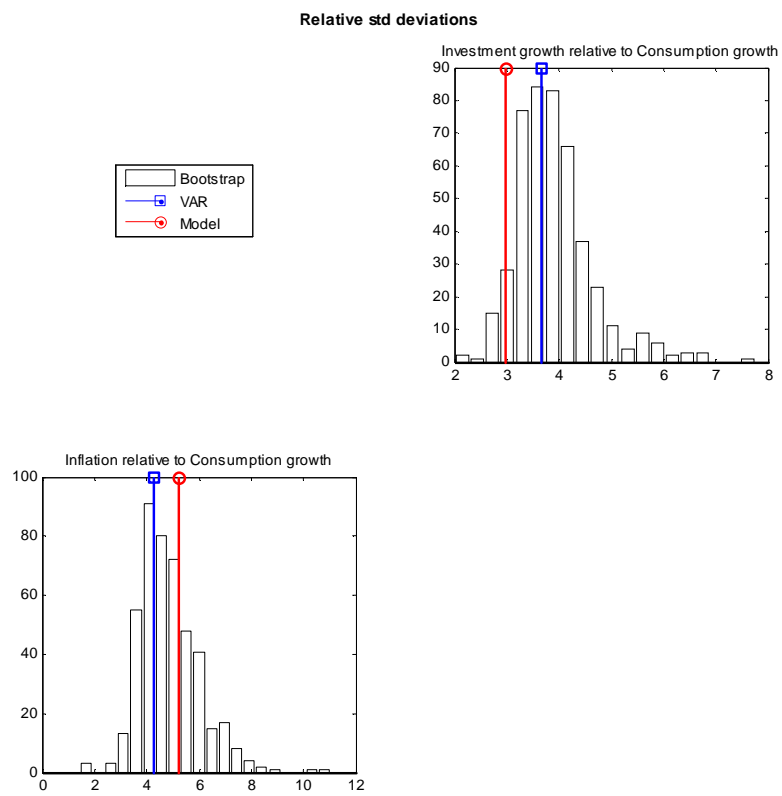 Relative std deviations
Investment growth relative to Consumption growth
90
80
70
60
50
40
30
20
10
0
2 3 4 5 6 7 8
Bootstrap
VAR
Model
Inflation relative to Consumption growth
100
80
60
40
20
0
0 2 4 6 8 10 12